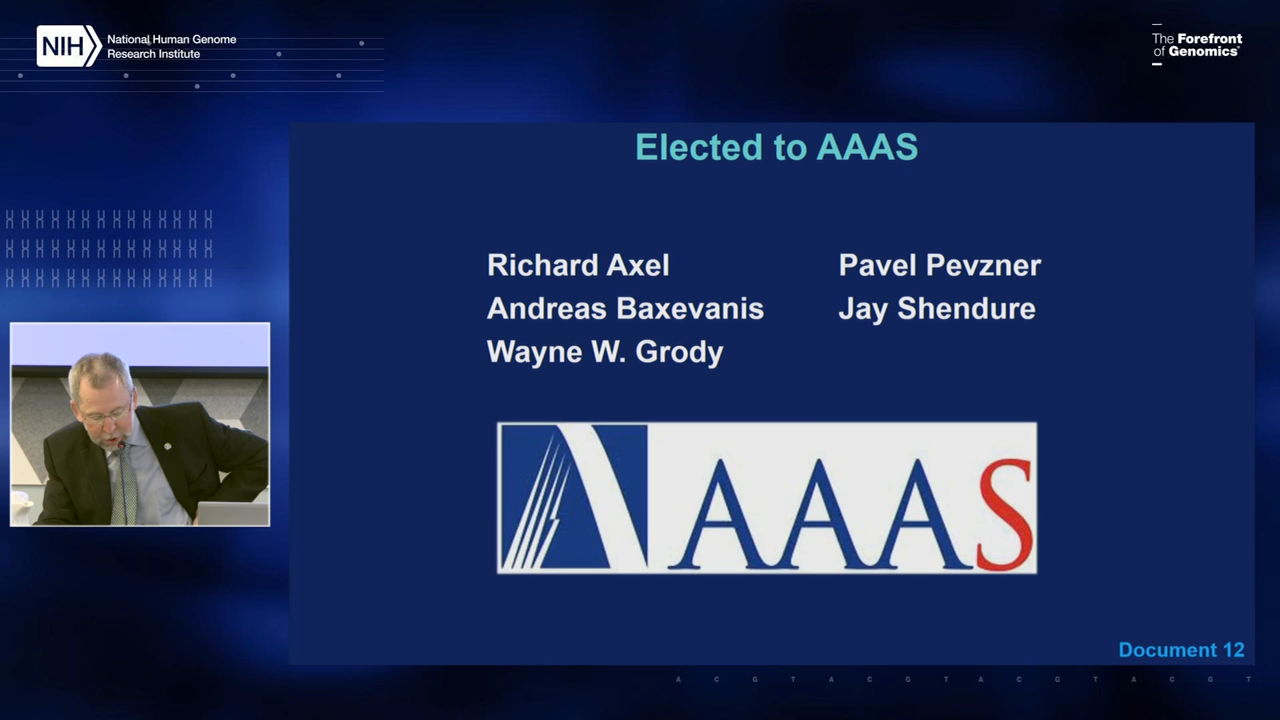 NIH
National Human Genome
Research Institute
The Forefront
of Genomics®
Elected to AAAS
Richard Axel
Andreas Baxevanis
Wayne W. Grody
Pavel Pevzner
Jay Shendure
AAAS
Document 12
A C G T A C G T A C G T A C G T